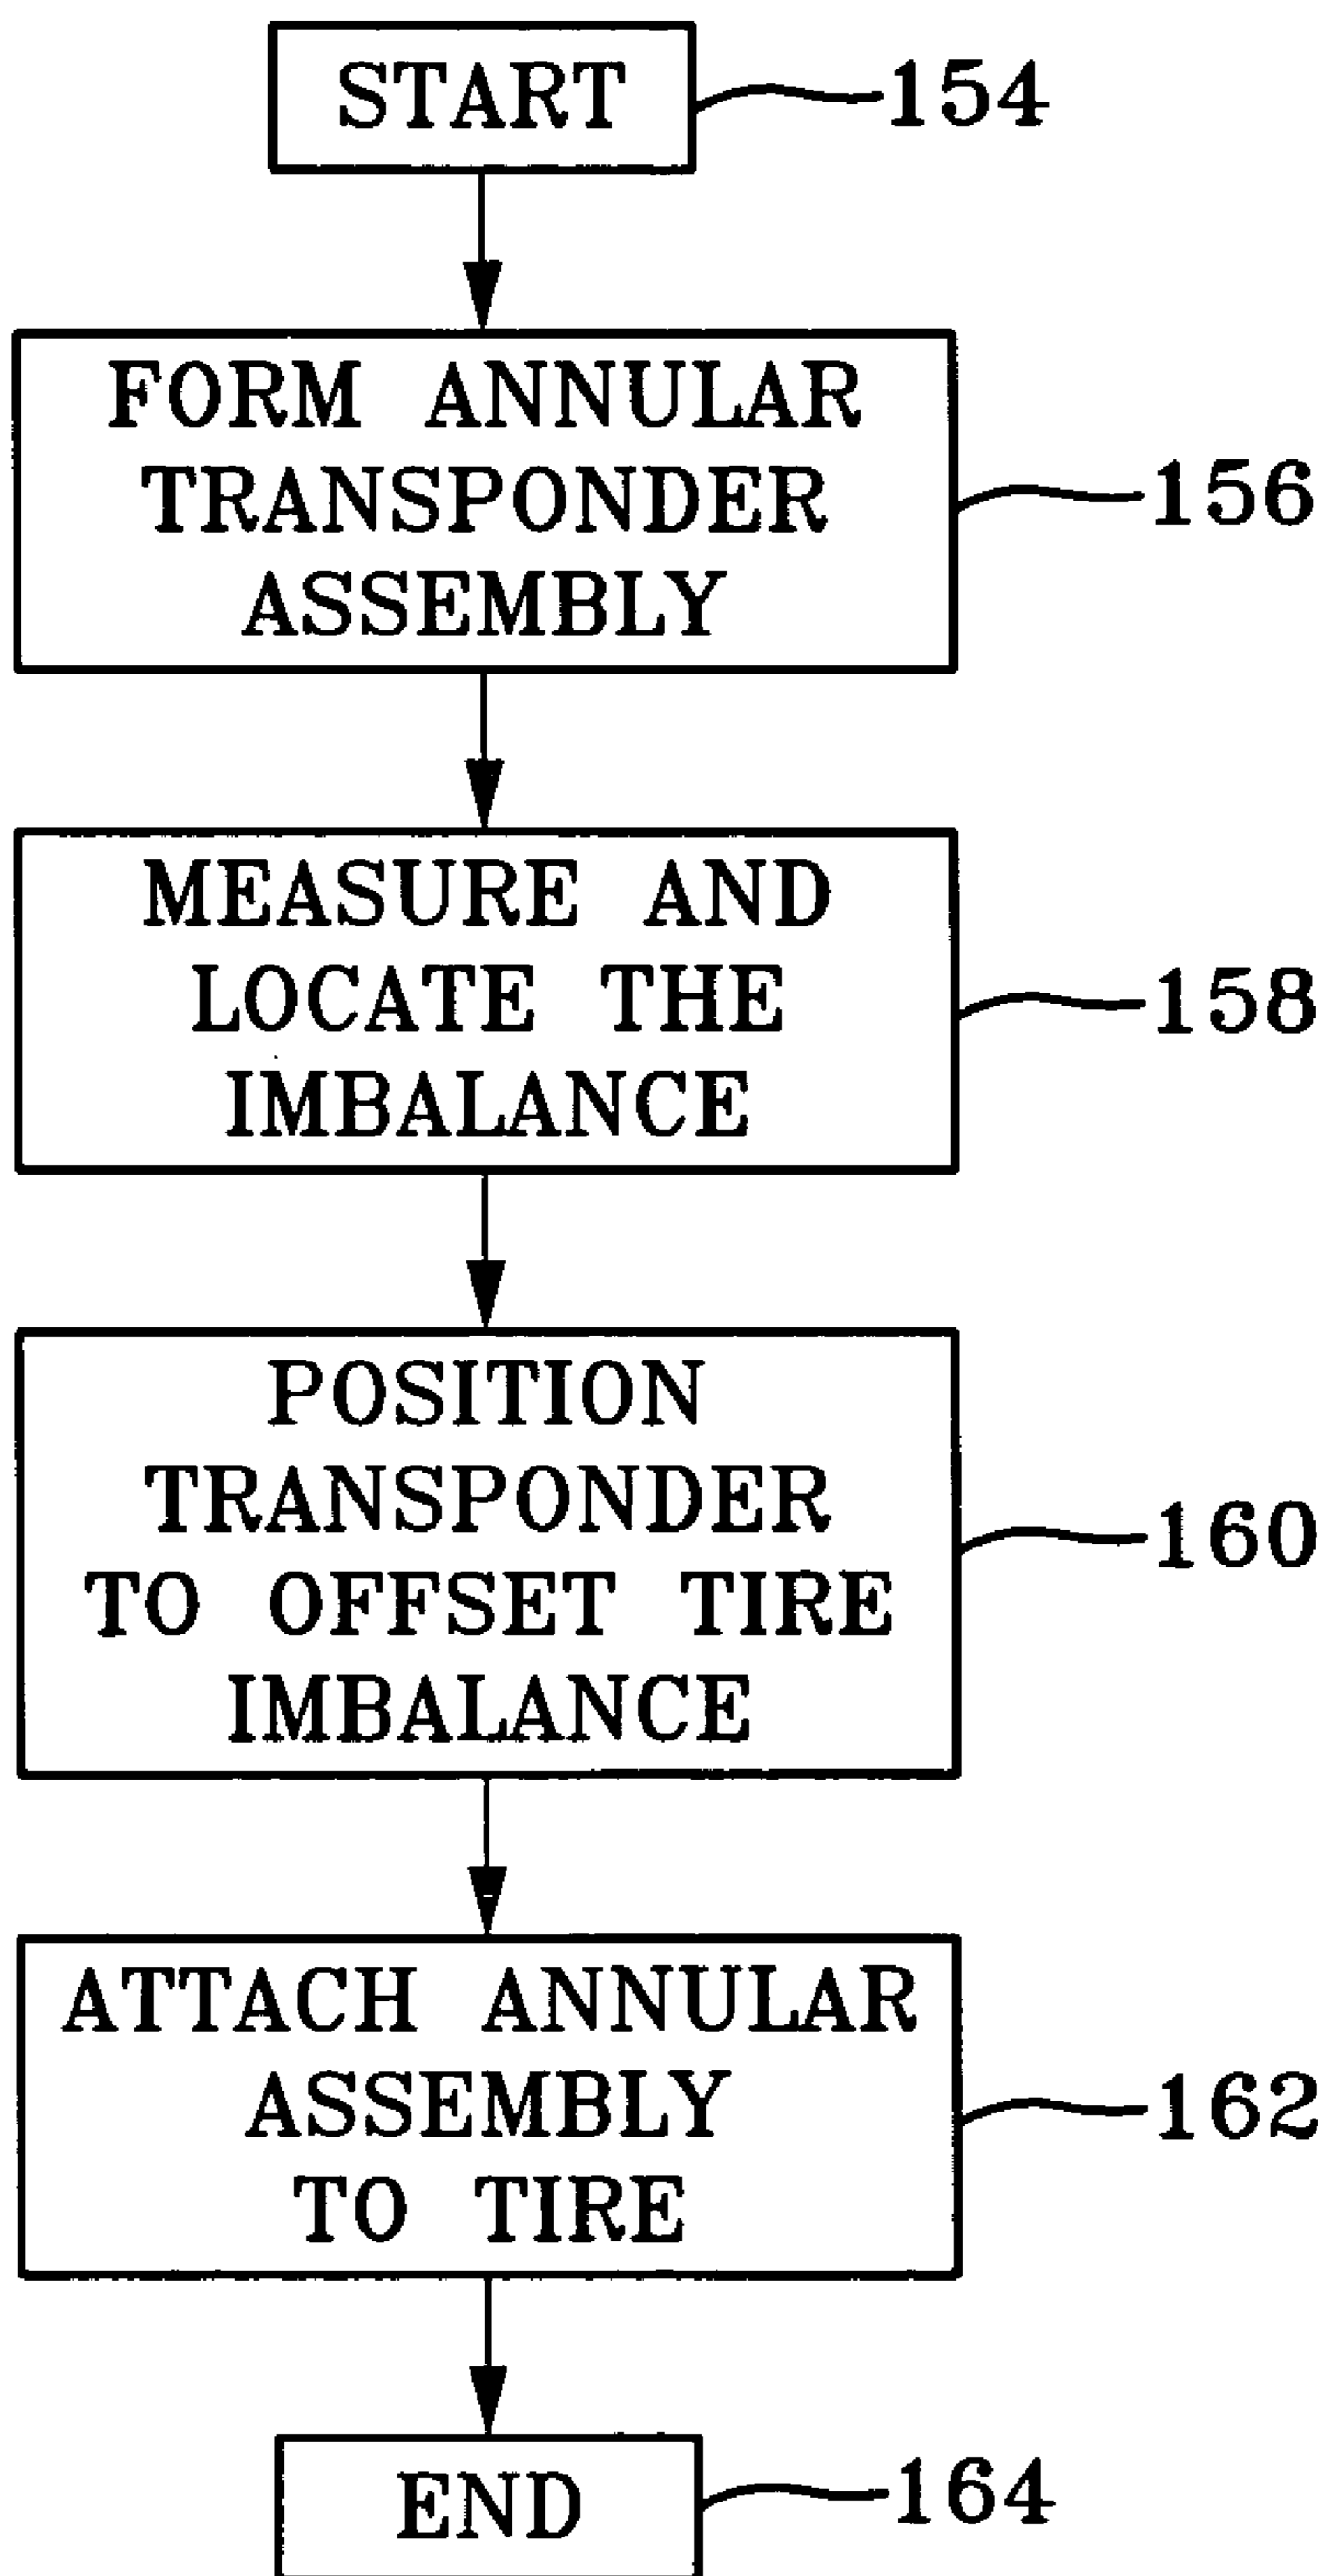 START
154
FORM ANNULAR
TRANSPONDER
ASSEMBLY
156
MEASURE AND
LOCATE THE
IMBALANCE
158
POSITION
TRANSPONDER
TO OFFSET TIRE
IMBALANCE
160
ATTACH ANNULAR
ASSEMBLY
TO TIRE
162
END
164